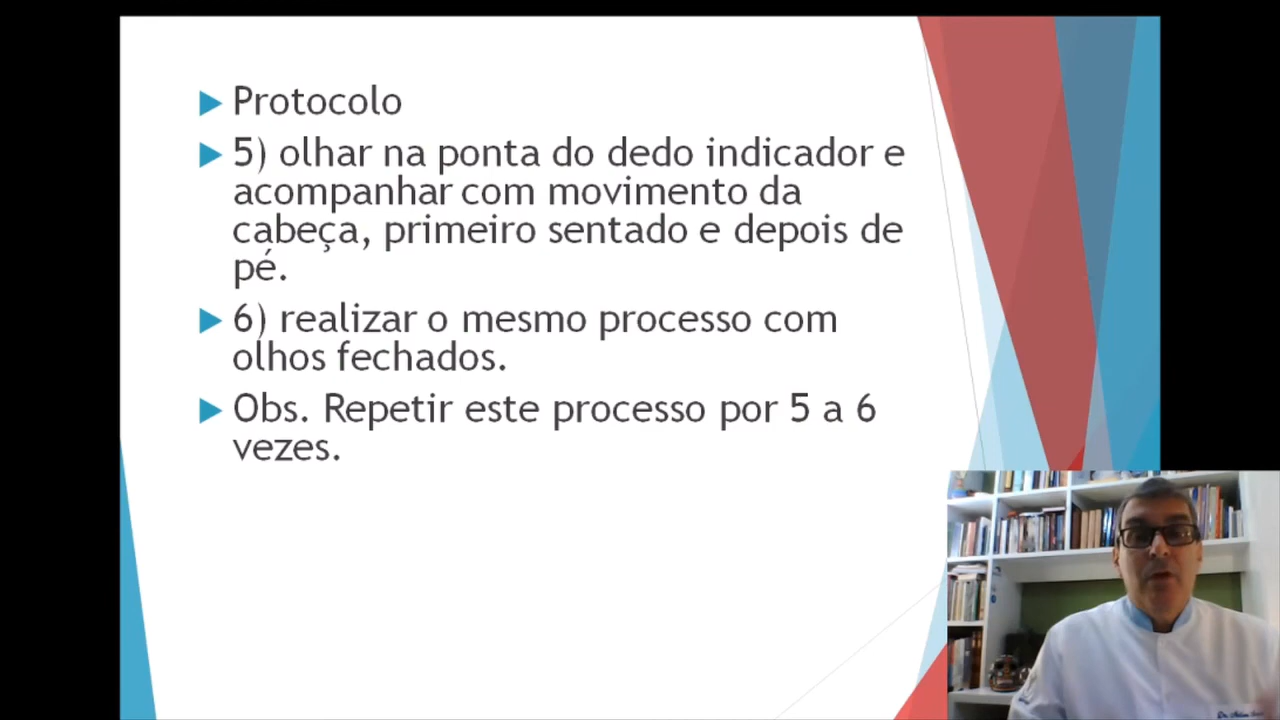 Protocolo
5) olhar na ponta do dedo indicador e
acompanhar com movimento da
cabeça, primeiro sentado e depois de
pé.
6) realizar o mesmo processo com
olhos fechados.
Obs. Repetir este processo por 5 a 6
vezes.